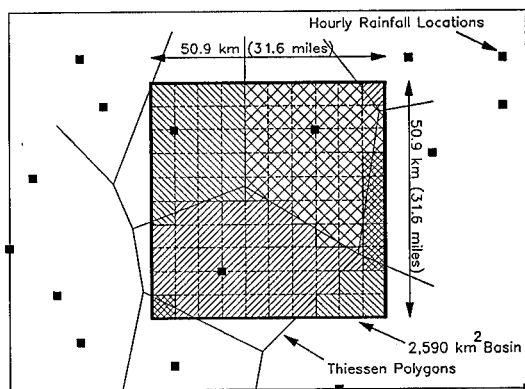 Hourly Rainfall Locations
50.9 km (31.6 miles)
50.9 km (31.6 miles)
2,590 km² Basin
Thiessen Polygons